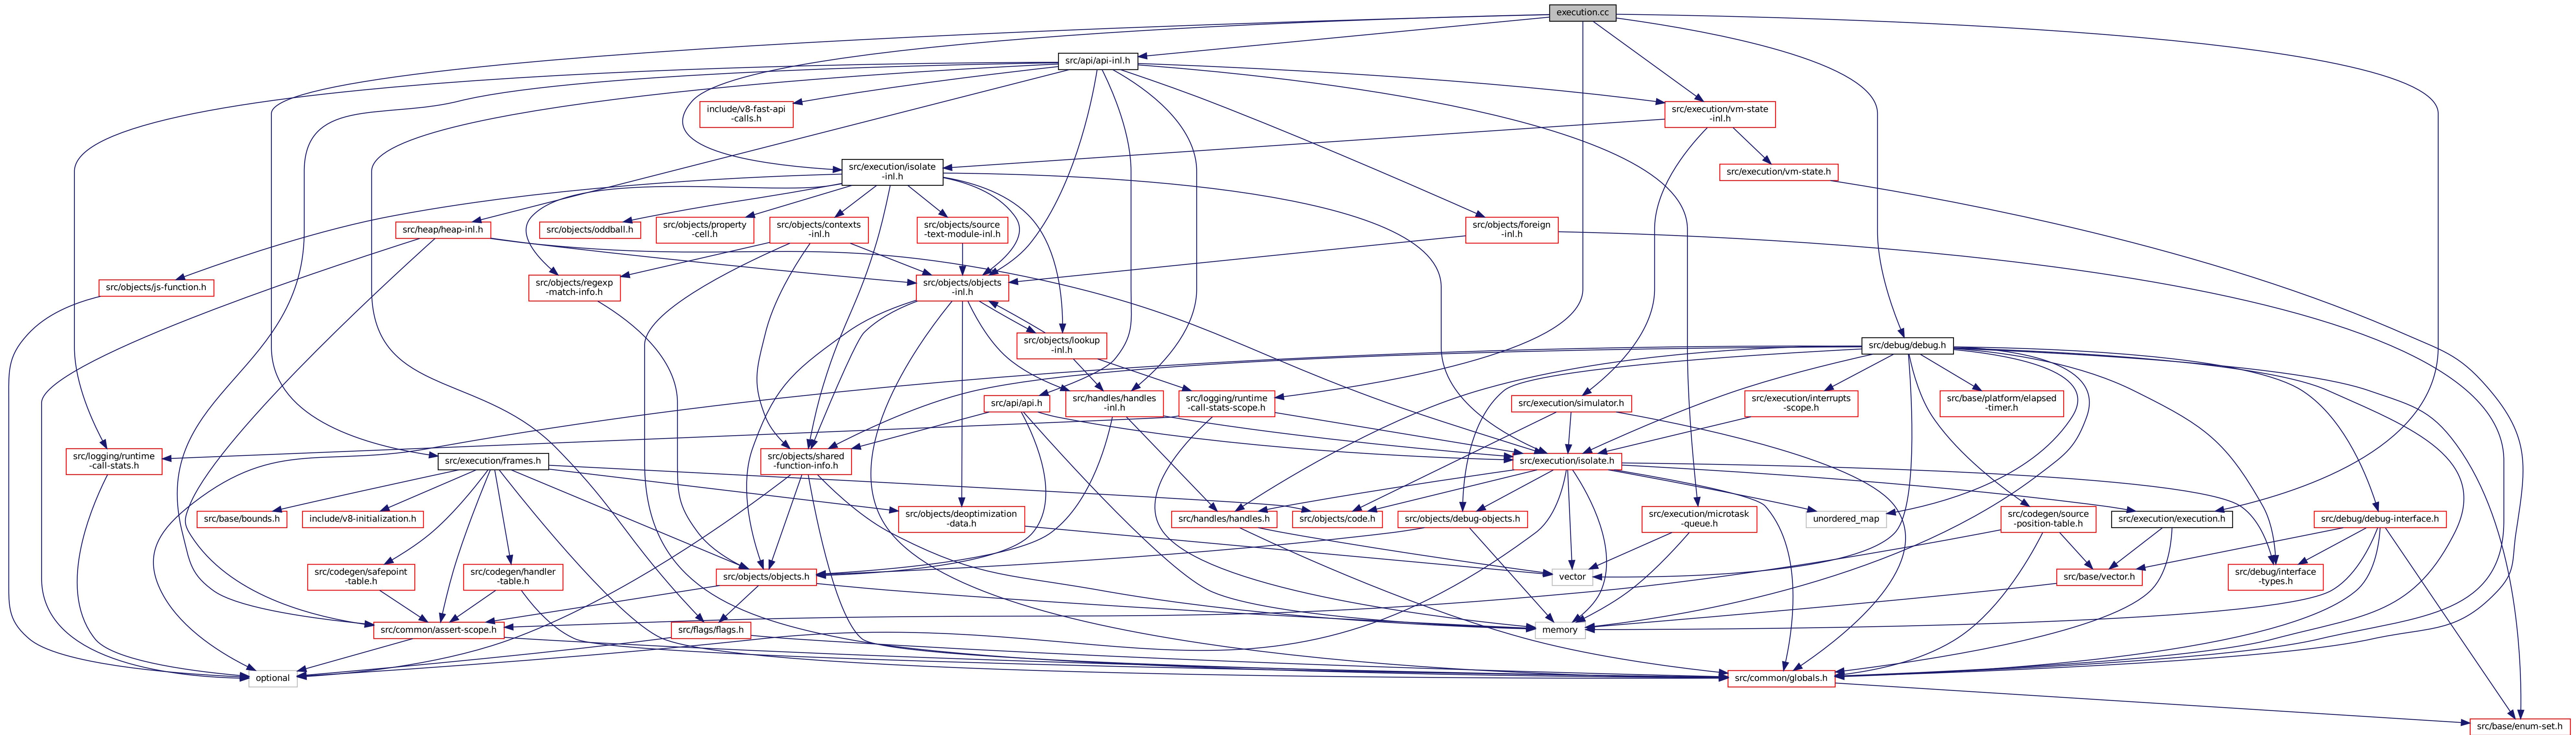 execution.cc
src/api/api-inl.h
include/v8-fast-api
-calls.h
src/execution/vm-state
-inl.h
src/execution/isolate
-inl.h
src/execution/vm-state.h
src/heap/heap-inl.h
src/objects/oddball.h
src/objects/property
-cell.h
src/objects/contexts
-inl.h
src/objects/source
-text-module-inl.h
src/objects/foreign
-inl.h
src/objects/js-function.h
src/objects/regexp
-match-info.h
src/objects/objects
-inl.h
src/objects/lookup
-inl.h
src/debug/debug.h
src/api/api.h
src/handles/handles
-inl.h
src/logging/runtime
-call-stats-scope.h
src/execution/simulator.h
src/execution/interrupts
-scope.h
src/base/platform/elapsed
-timer.h
src/logging/runtime
-call-stats.h
src/execution/frames.h
src/objects/shared
-function-info.h
src/execution/isolate.h
src/base/bounds.h
include/v8-initialization.h
src/objects/deoptimization
-data.h
src/handles/handles.h
src/objects/code.h
src/objects/debug-objects.h
src/execution/microtask
-queue.h
unordered_map
src/codegen/source
-position-table.h
src/execution/execution.h
src/debug/debug-interface.h
src/codegen/safepoint
-table.h
src/codegen/handler
-table.h
src/objects/objects.h
vector
src/base/vector.h
src/debug/interface
-types.h
src/common/assert-scope.h
src/flags/flags.h
memory
optional
src/common/globals.h
src/base/enum-set.h